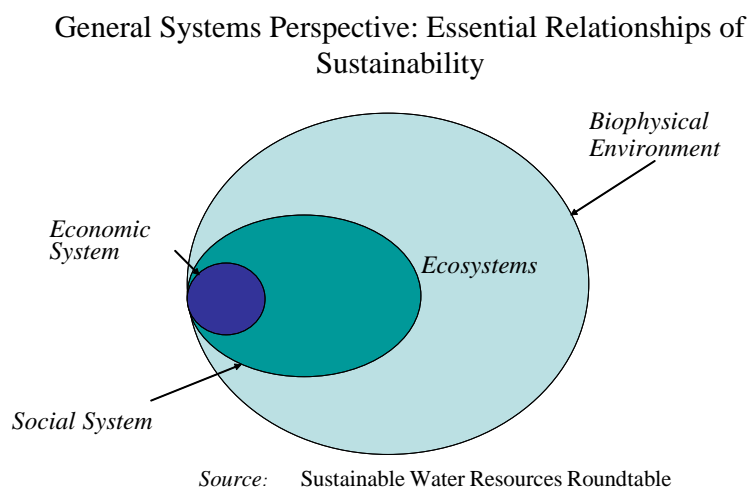 General Systems Perspective: Essential Relationships of
Sustainability
Biophysical
Environment
Economic
System
Ecosystems
Social System
Source: Sustainable Water Resources Roundtable